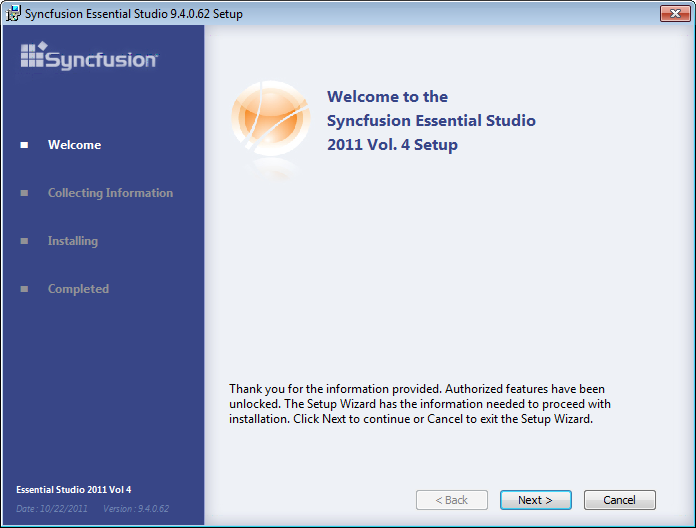 Syncfusion Essential Studio 9.4.0.62 Setup
Syncfusion
Welcome
Collecting Information
Installing
Completed
Essential Studio 2011 Vol 4
Date : 10/22/2011 Version : 9.4.0.62
Welcome to the
Syncfusion Essential Studio
2011 Vol. 4 Setup
Thank you for the information provided. Authorized features have been
unlocked. The Setup Wizard has the information needed to proceed with
installation. Click Next to continue or Cancel to exit the Setup Wizard.
< Back Next > Cancel